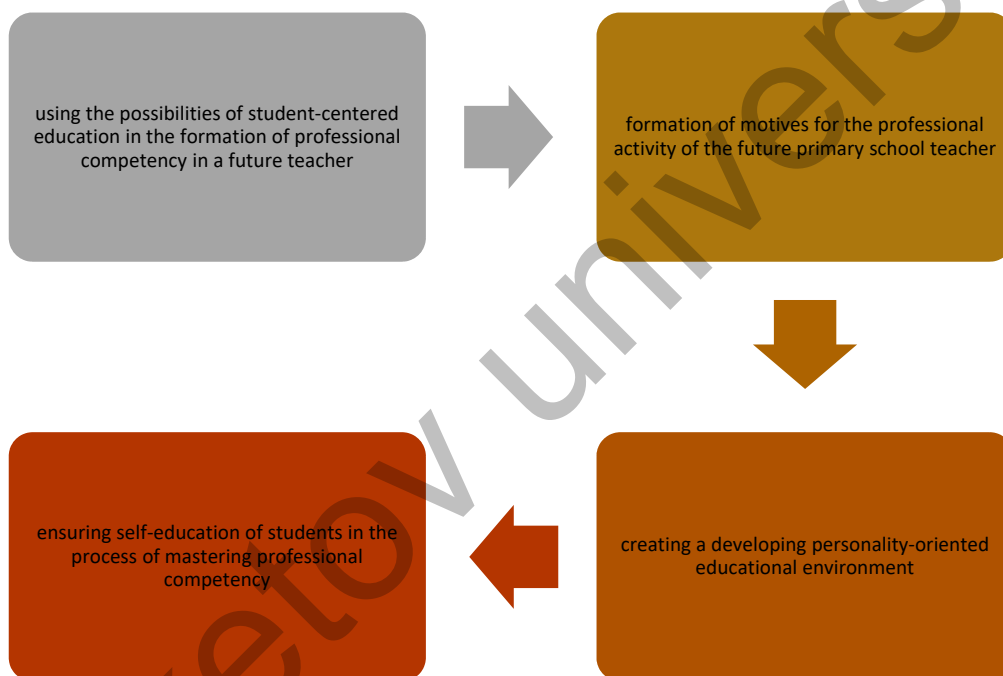 using the possibilities of student-centered
education in the formation of professional
competency in a future teacher
formation of motives for the professional
activity of the future primary school teacher
creating a developing personality-oriented
educational environment
ensuring self-education of students in the
process of mastering professional
competency